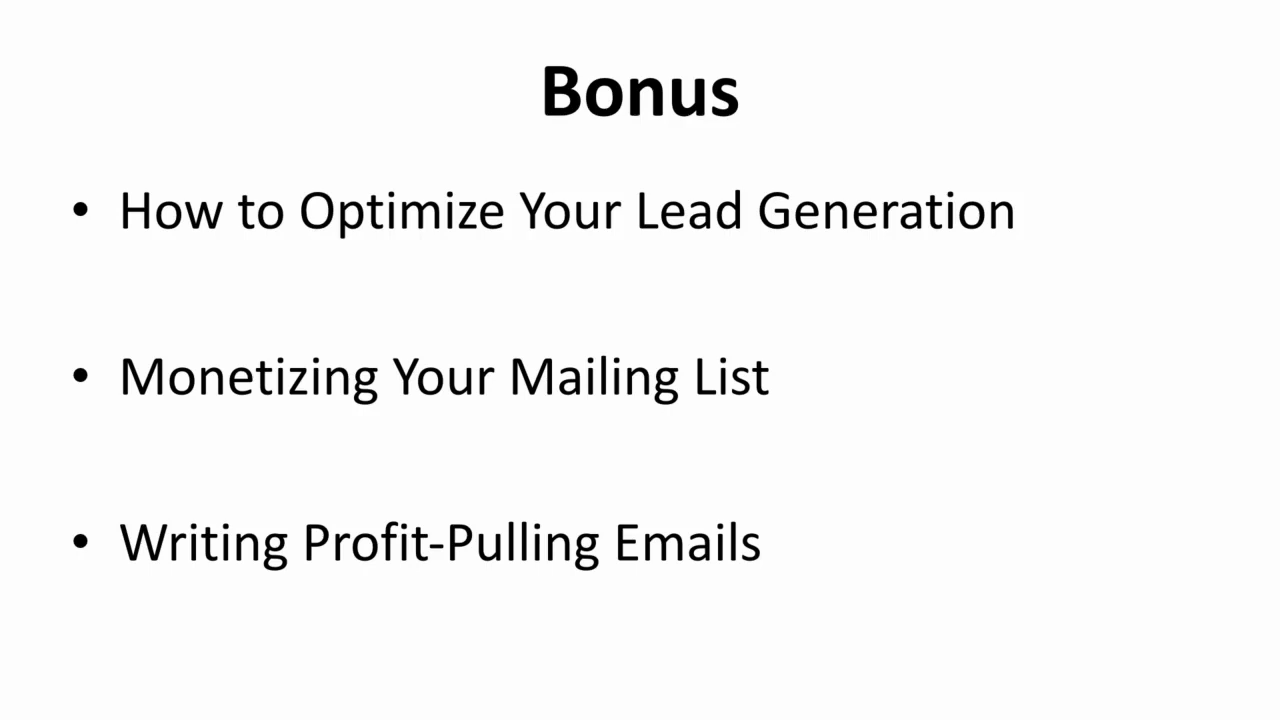 Bonus
• How to Optimize Your Lead Generation
• Monetizing Your Mailing List
• Writing Profit-Pulling Emails